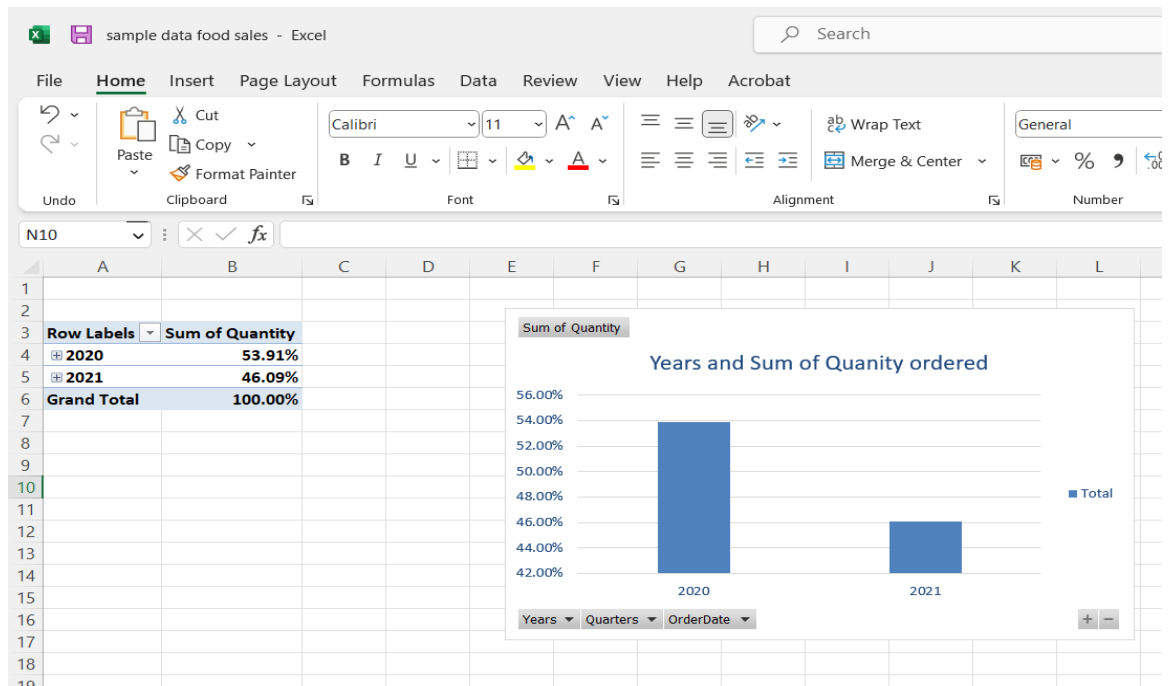 sample data food sales - Excel
Search
File Home Insert Page Layout Formulas Data Review View Help Acrobat
Cut
Copy
Format Painter
Paste
Calibri 11 A^ A˅
B I U A
ab Wrap Text
Merge & Center
General
% 9
Undo Clipboard Font Alignment Number
N10 fx
A B C D E F G H I J K L
1
2
3 Row Labels Sum of Quantity
4 2020 53.91%
5 2021 46.09%
6 Grand Total 100.00%
7
8
9
10
11
12
13
14
15
16
17
18
19
Sum of Quantity
Years and Sum of Quanity ordered
56.00%
54.00%
52.00%
50.00%
48.00%
46.00%
44.00%
42.00%
2020 2021
Total
Years Quarters OrderDate
+ −